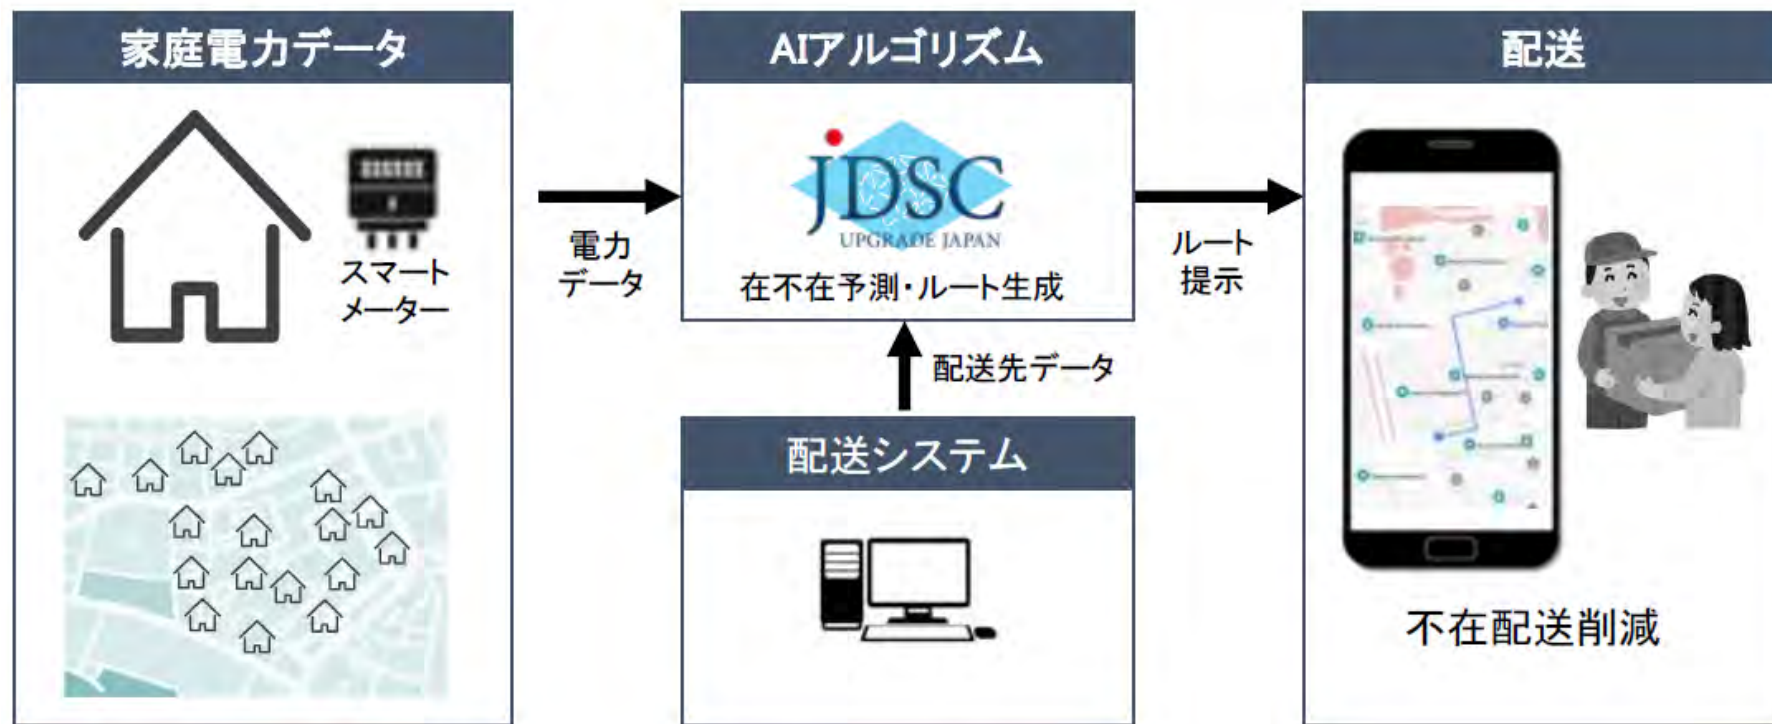 家庭電力データ
スマート
メーター
電力
データ
AIアルゴリズム
JDSC
UPGRADE JAPAN
在不在予測・ルート生成
配送先データ
配送システム
ルート
提示
配送
不在配送削減